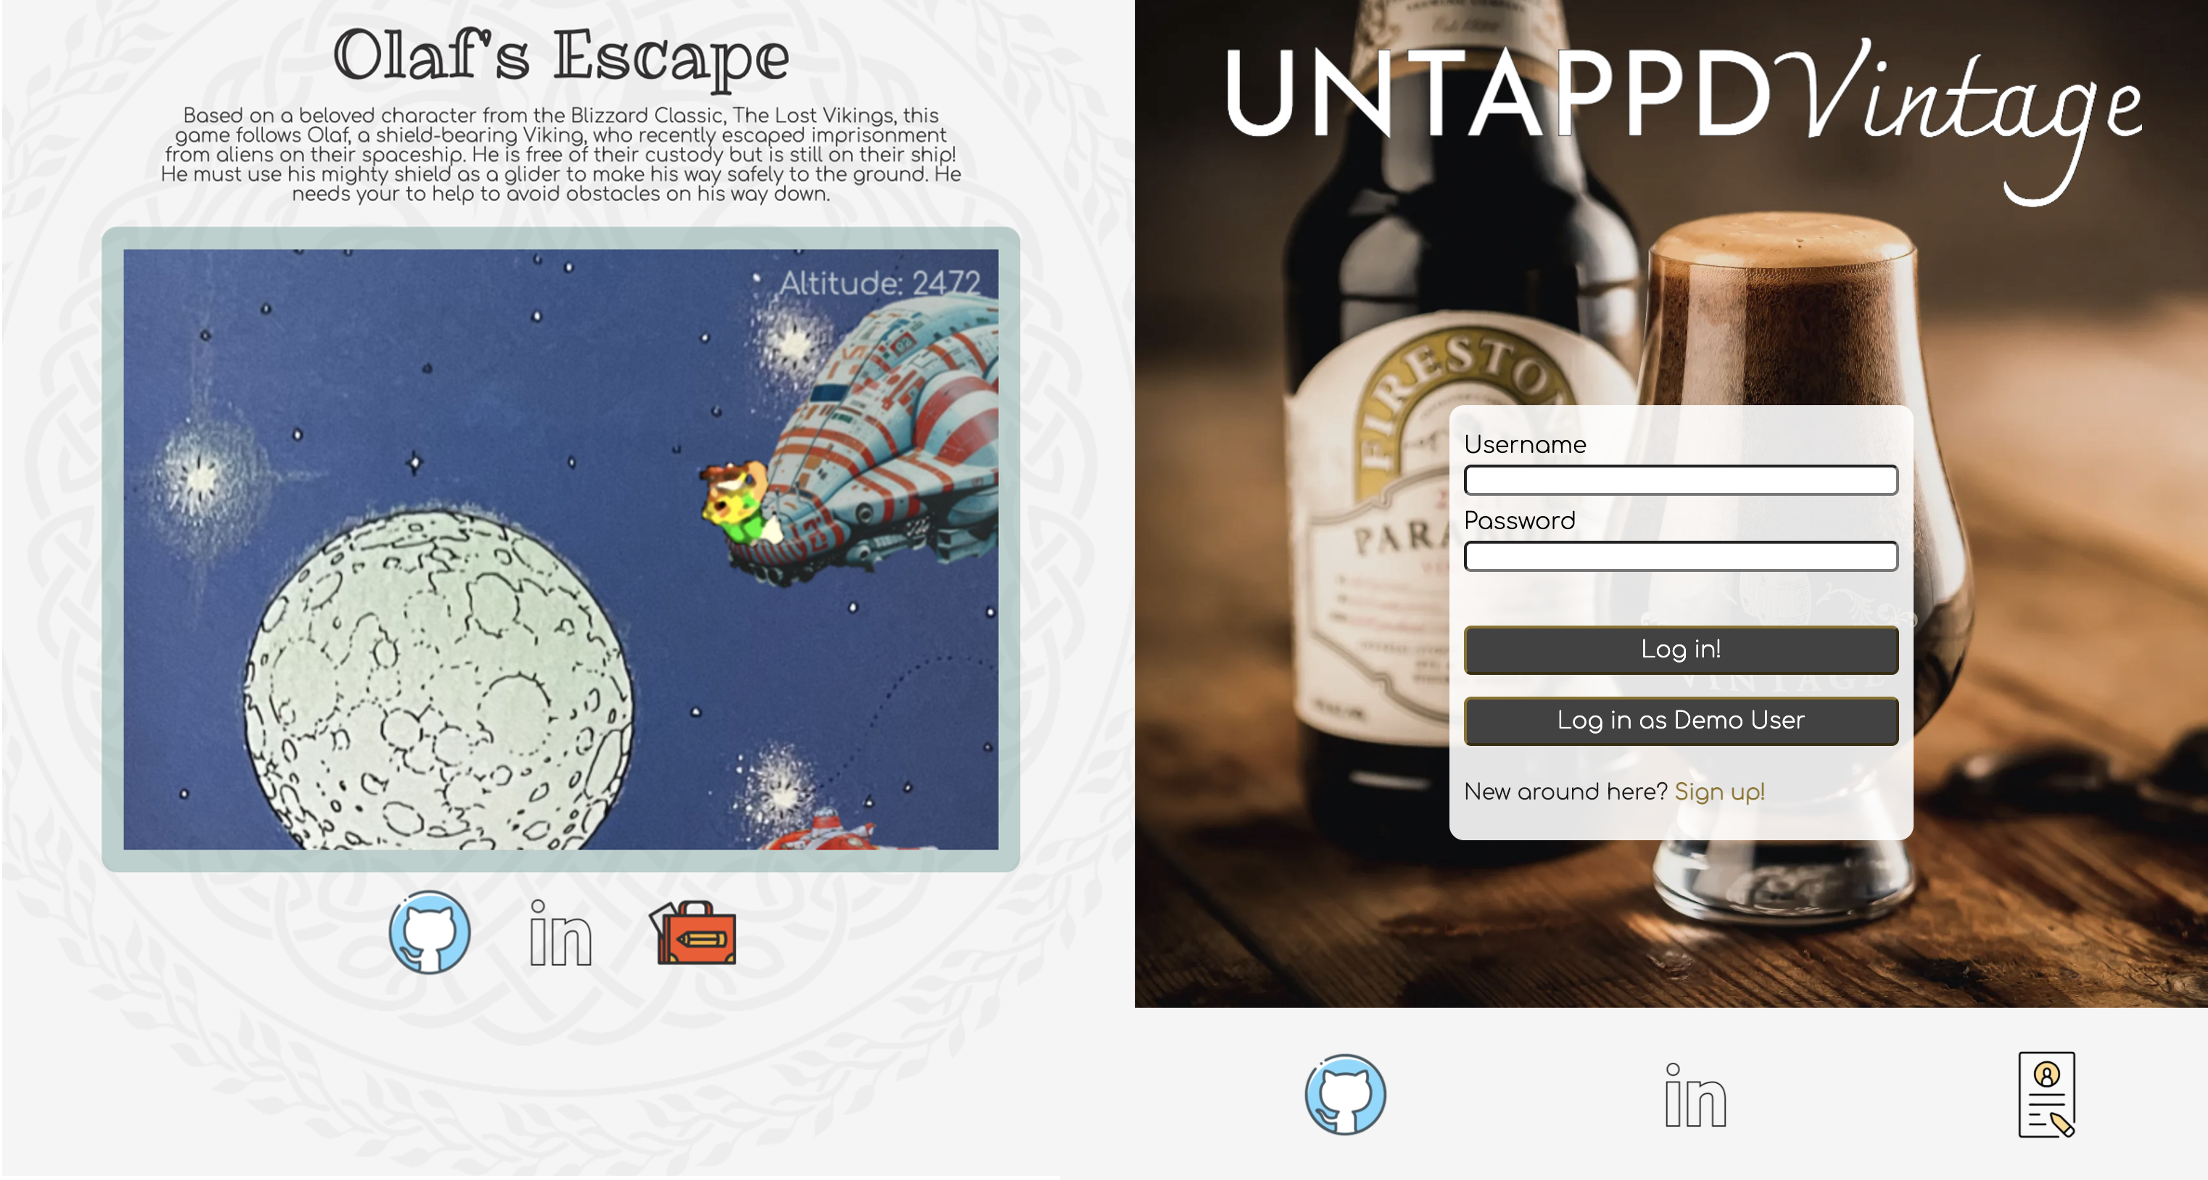 Olaf's Escape
Based on a beloved character from the Blizzard Classic, The Lost Vikings, this
game follows Olaf, a shield-bearing Viking, who recently escaped imprisonment
from aliens on their spaceship. He is free of their custody but is still on their ship!
He must use his mighty shield as a glider to make his way safely to the ground. He
needs your to help to avoid obstacles on his way down.
Altitude: 2472
in
UNTAPPD Vintage
FIRESTO
PARA
Username
Password
Log in!
VINTAGE
Log in as Demo User
New around here? Sign up!
in